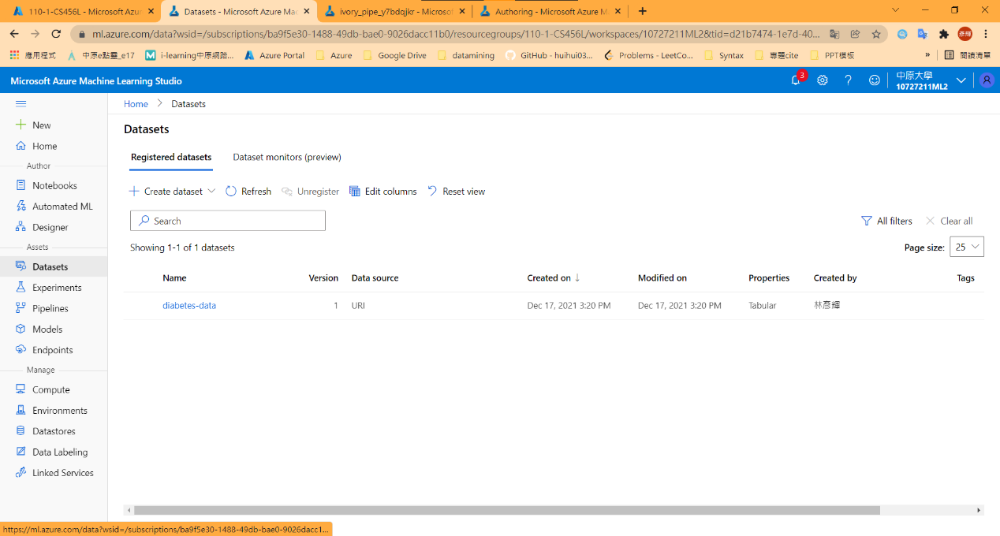 110-1-CS456L - Microsoft Azur
Datasets - Microsoft Azure Mac
ivory_pipe_y7bdqjkr - Microsof
Authoring - Microsoft Azure M
ml.azure.com/data?wsid=/subscriptions/ba9f5e30-1488-49db-bae0-9026dacc11b0/resourcegroups/110-1-CS456L/workspaces/10727211ML2&tid=d21b7474-1e7d-40...
應用程式 中原e點靈_e17 i-learning中原網路... Azure Portal Azure Google Drive datamining GitHub - huihui03... Problems - LeetCo... Syntax 專題cite PPT模板 » 閱讀清單
Microsoft Azure Machine Learning Studio
3
中原大學
10727211ML2
Home > Datasets
New
Home
Author
Notebooks
Automated ML
Designer
Assets
Datasets
Experiments
Pipelines
Models
Endpoints
Manage
Compute
Environments
Datastores
Data Labeling
Linked Services
Datasets
Registered datasets Dataset monitors (preview)
Create dataset Refresh Unregister Edit columns Reset view
Search
All filters Clear all
Showing 1-1 of 1 datasets
Page size: 25
Name Version Data source Created on ↓ Modified on Properties Created by Tags
diabetes-data 1 URI Dec 17, 2021 3:20 PM Dec 17, 2021 3:20 PM Tabular 林彥輝
https://ml.azure.com/data?wsid=/subscriptions/ba9f5e30-1488-49db-bae0-9026dacc1...